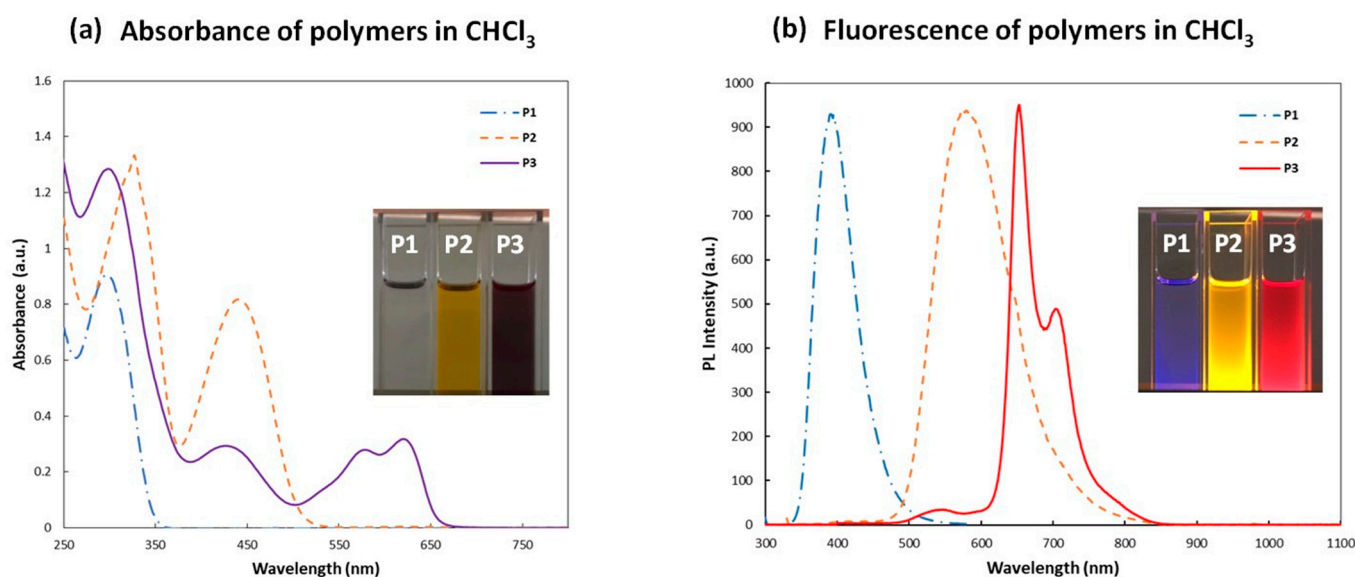 (a) Absorbance of polymers in CHCl3
1.6
1.4
1.2
1
0.8
0.6
0.4
0.2
0
Absorbance (a.u.)
250 350 450 550 650 750
Wavelength (nm)
P1
P2
P3
P1 P2 P3
(b) Fluorescence of polymers in CHCl3
1000
900
800
700
600
500
400
300
200
100
0
PL Intensity (a.u.)
300 400 500 600 700 800 900 1000 1100
Wavelength (nm)
P1
P2
P3
P1 P2 P3